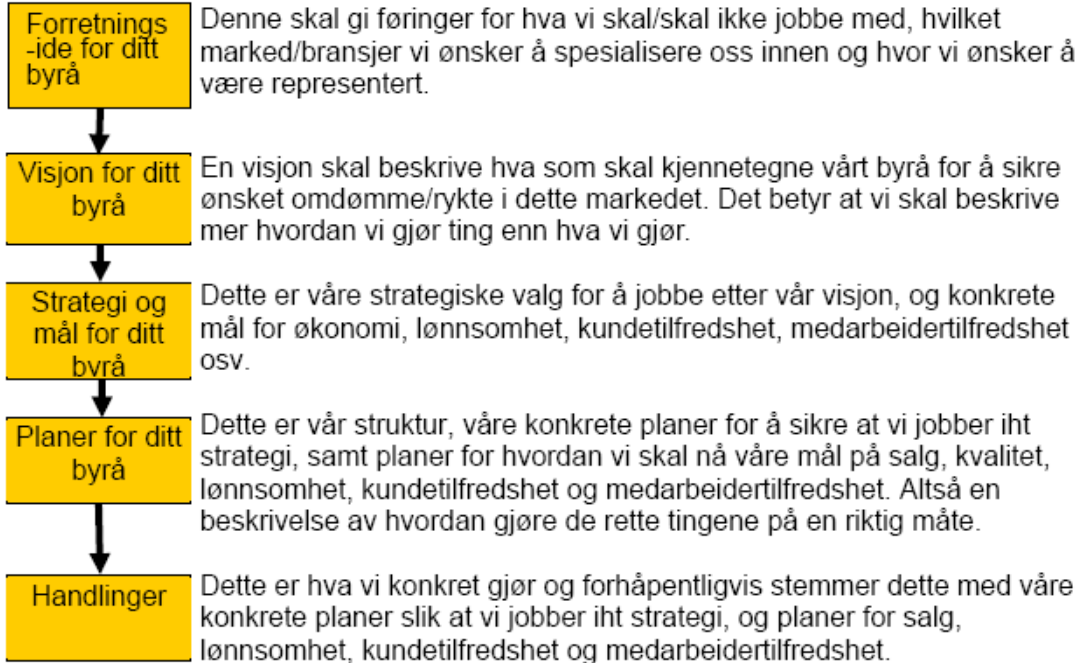 Forretnings
-ide for ditt
byrå
Denne skal gi føringer for hva vi skal/skal ikke jobbe med, hvilket
marked/bransjer vi ønsker å spesialisere oss innen og hvor vi ønsker å
være representert.
Visjon for ditt
byrå
En visjon skal beskrive hva som skal kjennetegne vårt byrå for å sikre
ønsket omdømme/rykte i dette markedet. Det betyr at vi skal beskrive
mer hvordan vi gjør ting enn hva vi gjør.
Strategi og
mål for ditt
byrå
Dette er våre strategiske valg for å jobbe etter vår visjon, og konkrete
mål for økonomi, lønnsomhet, kundetilfredshet, medarbeidertilfredshet
osv.
Planer for ditt
byrå
Dette er vår struktur, våre konkrete planer for å sikre at vi jobber iht
strategi, samt planer for hvordan vi skal nå våre mål på salg, kvalitet,
lønnsomhet, kundetilfredshet og medarbeidertilfredshet. Altså en
beskrivelse av hvordan gjøre de rette tingene på en riktig måte.
Handlinger
Dette er hva vi konkret gjør og forhåpentligvis stemmer dette med våre
konkrete planer slik at vi jobber iht strategi, og planer for salg,
lønnsomhet, kundetilfredshet og medarbeidertilfredshet.